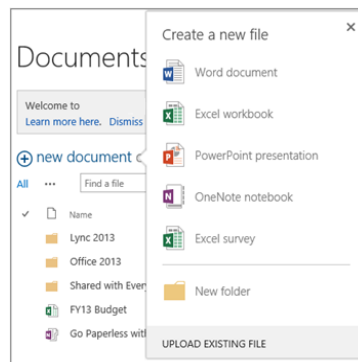 Documents
Welcome to
Learn more here. Dismiss
new document
All ... Find a file
Name
Lync 2013
Office 2013
Shared with Every
FY13 Budget
Go Paperless with
Create a new file
Word document
Excel workbook
PowerPoint presentation
OneNote notebook
Excel survey
New folder
UPLOAD EXISTING FILE